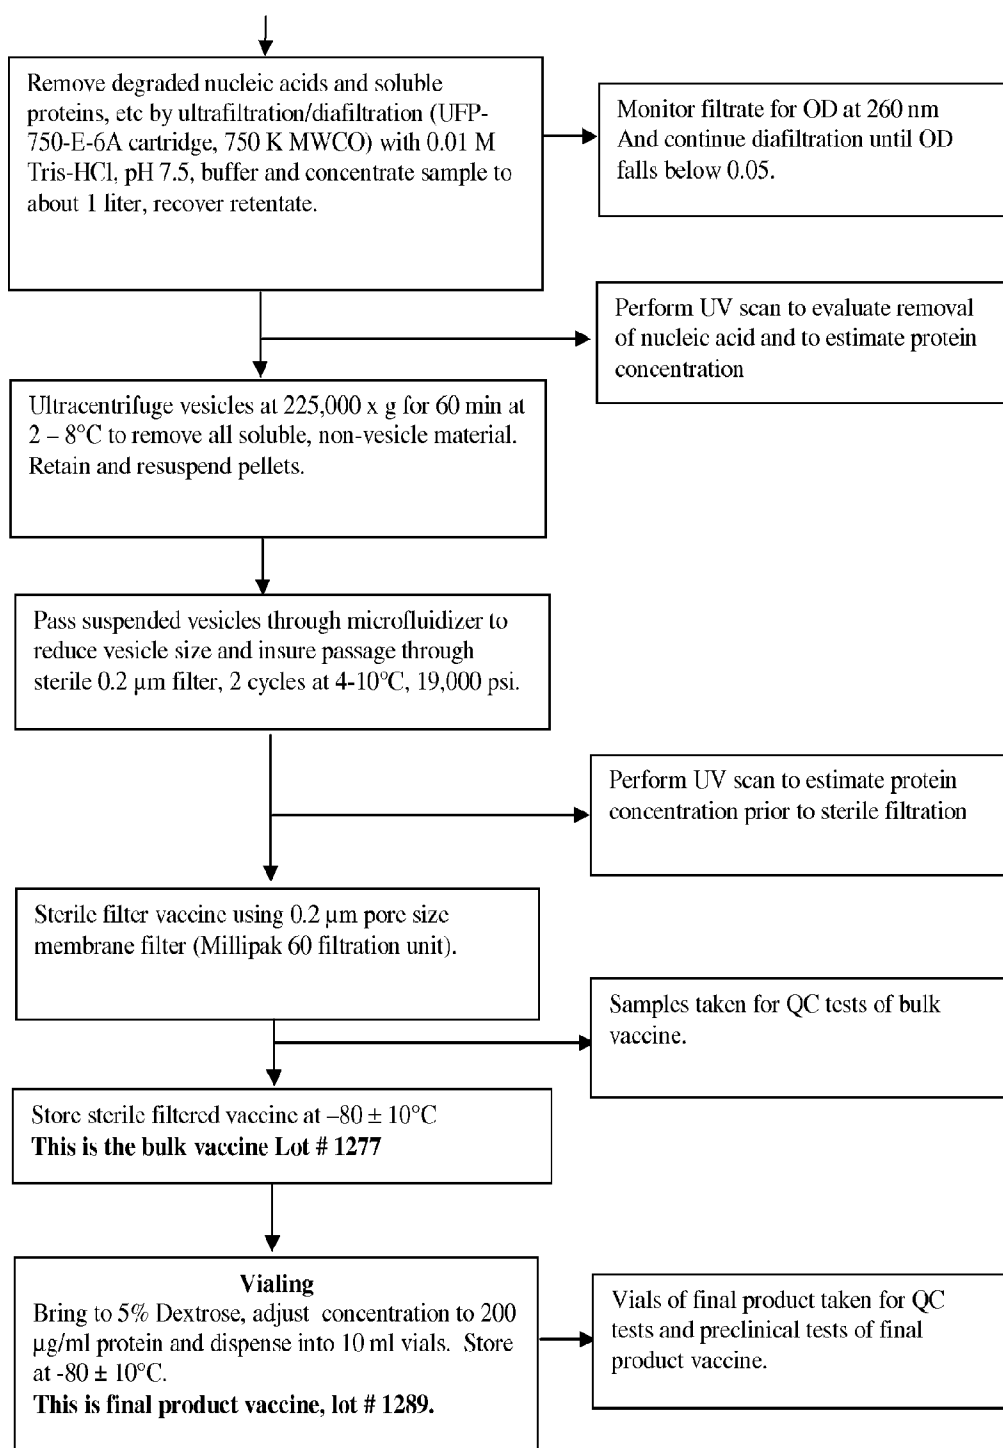 Remove degraded nucleic acids and soluble
proteins, etc by ultrafiltration/diafiltration (UFP-
750-E-6A cartridge, 750 K MWCO) with 0.01 M
Tris-HCl, pH 7.5, buffer and concentrate sample to
about 1 liter, recover retentate.
Monitor filtrate for OD at 260 nm
And continue diafiltration until OD
falls below 0.05.
Perform UV scan to evaluate removal
of nucleic acid and to estimate protein
concentration
Ultracentrifuge vesicles at 225,000 x g for 60 min at
2 – 8°C to remove all soluble, non-vesicle material.
Retain and resuspend pellets.
Pass suspended vesicles through microfluidizer to
reduce vesicle size and insure passage through
sterile 0.2 µm filter, 2 cycles at 4-10°C, 19,000 psi.
Perform UV scan to estimate protein
concentration prior to sterile filtration
Sterile filter vaccine using 0.2 µm pore size
membrane filter (Millipak 60 filtration unit).
Samples taken for QC tests of bulk
vaccine.
Store sterile filtered vaccine at –80 ± 10°C
This is the bulk vaccine Lot # 1277
Vialing
Bring to 5% Dextrose, adjust concentration to 200
µg/ml protein and dispense into 10 ml vials. Store
at -80 ± 10°C.
This is final product vaccine, lot # 1289.
Vials of final product taken for QC
tests and preclinical tests of final
product vaccine.